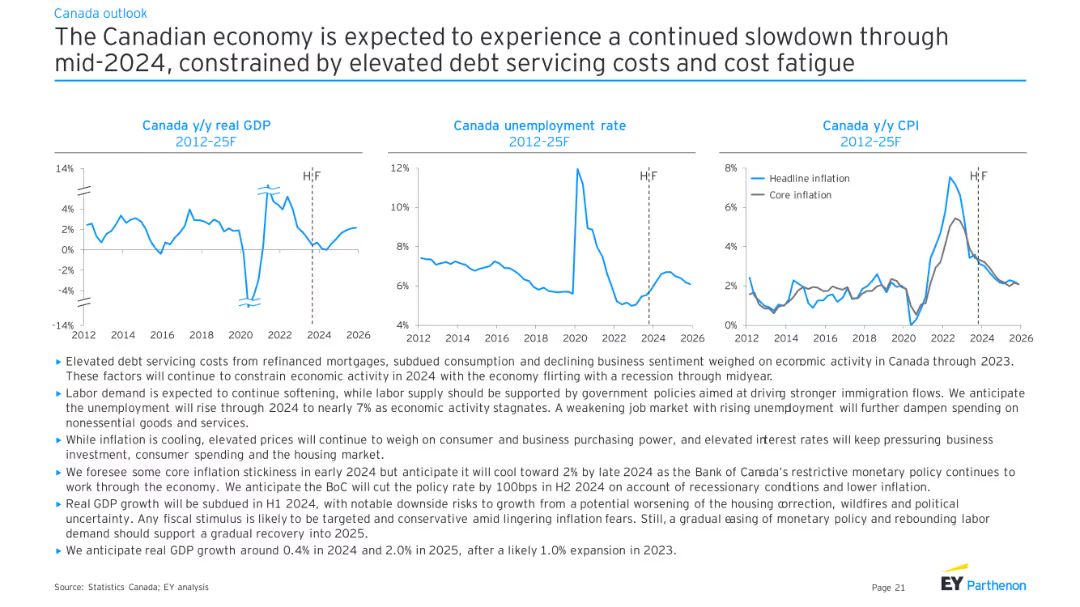 Canada outlook
The Canadian economy is expected to experience a continued slowdown through
mid-2024, constrained by elevated debt servicing costs and cost fatigue
Canada y/y real GDP
2012-25F
14%
4%
2%
0%
-2%
-4%
-14%
H F
2012 2014 2016 2018 2020 2022 2024 2026
Canada unemployment rate
2012-25F
12%
10%
8%
6%
4%
H F
2012 2014 2016 2018 2020 2022 2024 2026
Canada y/y CPI
2012-25F
8%
6%
4%
2%
0%
Headline inflation
Core inflation
H F
2012 2014 2016 2018 2020 2022 2024 2026
▸ Elevated debt servicing costs from refinanced mortgages, subdued consumption and declining business sentiment weighed on economic activity in Canada through 2023.
These factors will continue to constrain economic activity in 2024 with the economy flirting with a recession through midyear.
▸ Labor demand is expected to continue softening, while labor supply should be supported by government policies aimed at driving stronger immigration flows. We anticipate
the unemployment will rise through 2024 to nearly 7% as economic activity stagnates. A weakening job market with rising unemployment will further dampen spending on
nonessential goods and services.
▸ While inflation is cooling, elevated prices will continue to weigh on consumer and business purchasing power, and elevated interest rates will keep pressuring business
investment, consumer spending and the housing market.
▸ We foresee some core inflation stickiness in early 2024 but anticipate it will cool toward 2% by late 2024 as the Bank of Canada's restrictive monetary policy continues to
work through the economy. We anticipate the BoC will cut the policy rate by 100bps in H2 2024 on account of recessionary conditions and lower inflation.
▸ Real GDP growth will be subdued in H1 2024, with notable downside risks to growth from a potential worsening of the housing correction, wildfires and political
uncertainty. Any fiscal stimulus is likely to be targeted and conservative amid lingering inflation fears. Still, a gradual easing of monetary policy and rebounding labor
demand should support a gradual recovery into 2025.
▸ We anticipate real GDP growth around 0.4% in 2024 and 2.0% in 2025, after a likely 1.0% expansion in 2023.
Source: Statistics Canada; EY analysis
Page 21
EY Parthenon